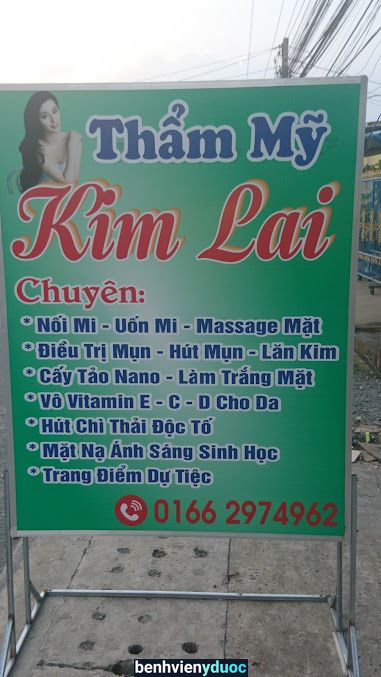 Thẩm Mỹ
Kim Lai
Chuyên:
* Nối Mi - Uốn Mi - Massage Mặt
* Điều Trị Mụn - Hút Mụn - Lăn Kim
* Cấy Tảo Nano - Làm Trắng Mặt
* Vô Vitamin E - C - D Cho Da
* Hút Chì Thải Độc Tố
* Mặt Nạ Ánh Sáng Sinh Học
* Trang Điểm Dự Tiệc
0166 2974962
benhvienyduoc